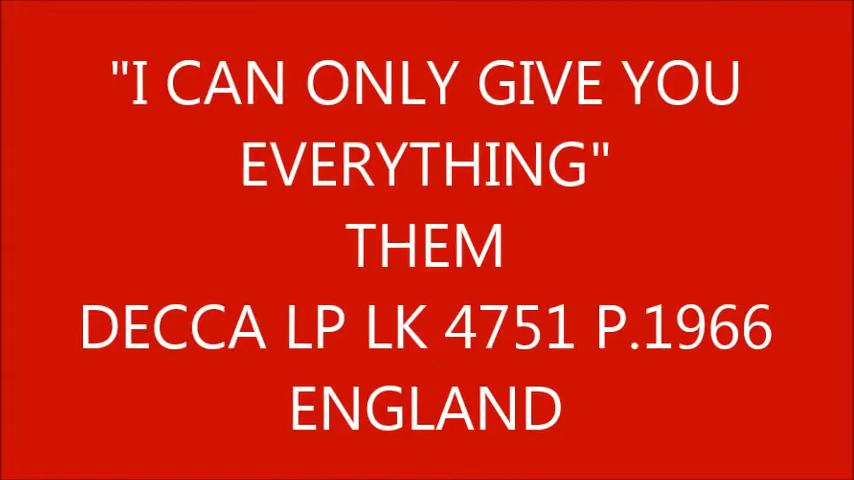 "I CAN ONLY GIVE YOU
EVERYTHING"
THEM
DECCA LP LK 4751 P.1966
ENGLAND